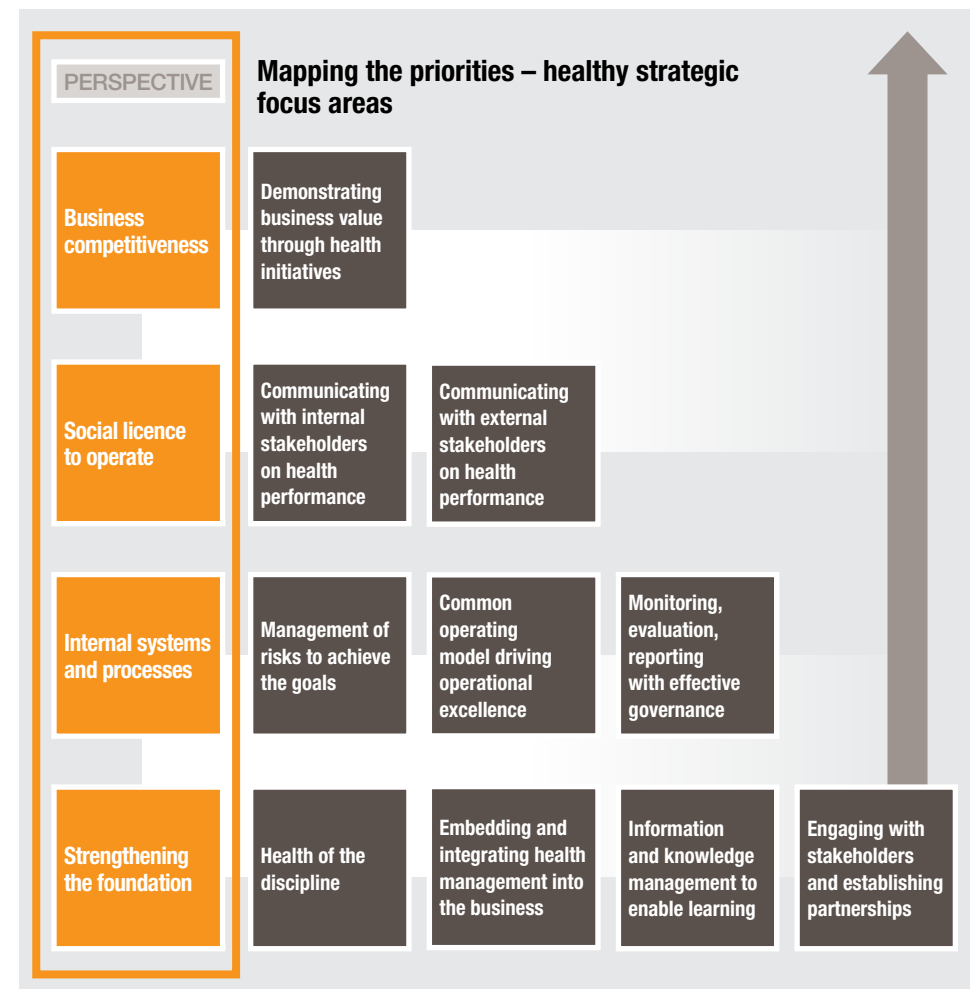 PERSPECTIVE
Mapping the priorities – healthy strategic
focus areas
Business
competitiveness
Demonstrating
business value
through health
initiatives
Social licence
to operate
Communicating
with internal
stakeholders
on health
performance
Communicating
with external
stakeholders
on health
performance
Internal systems
and processes
Management of
risks to achieve
the goals
Common
operating
model driving
operational
excellence
Monitoring,
evaluation,
reporting
with effective
governance
Strengthening
the foundation
Health of the
discipline
Embedding and
integrating health
management into
the business
Information
and knowledge
management to
enable learning
Engaging with
stakeholders
and establishing
partnerships